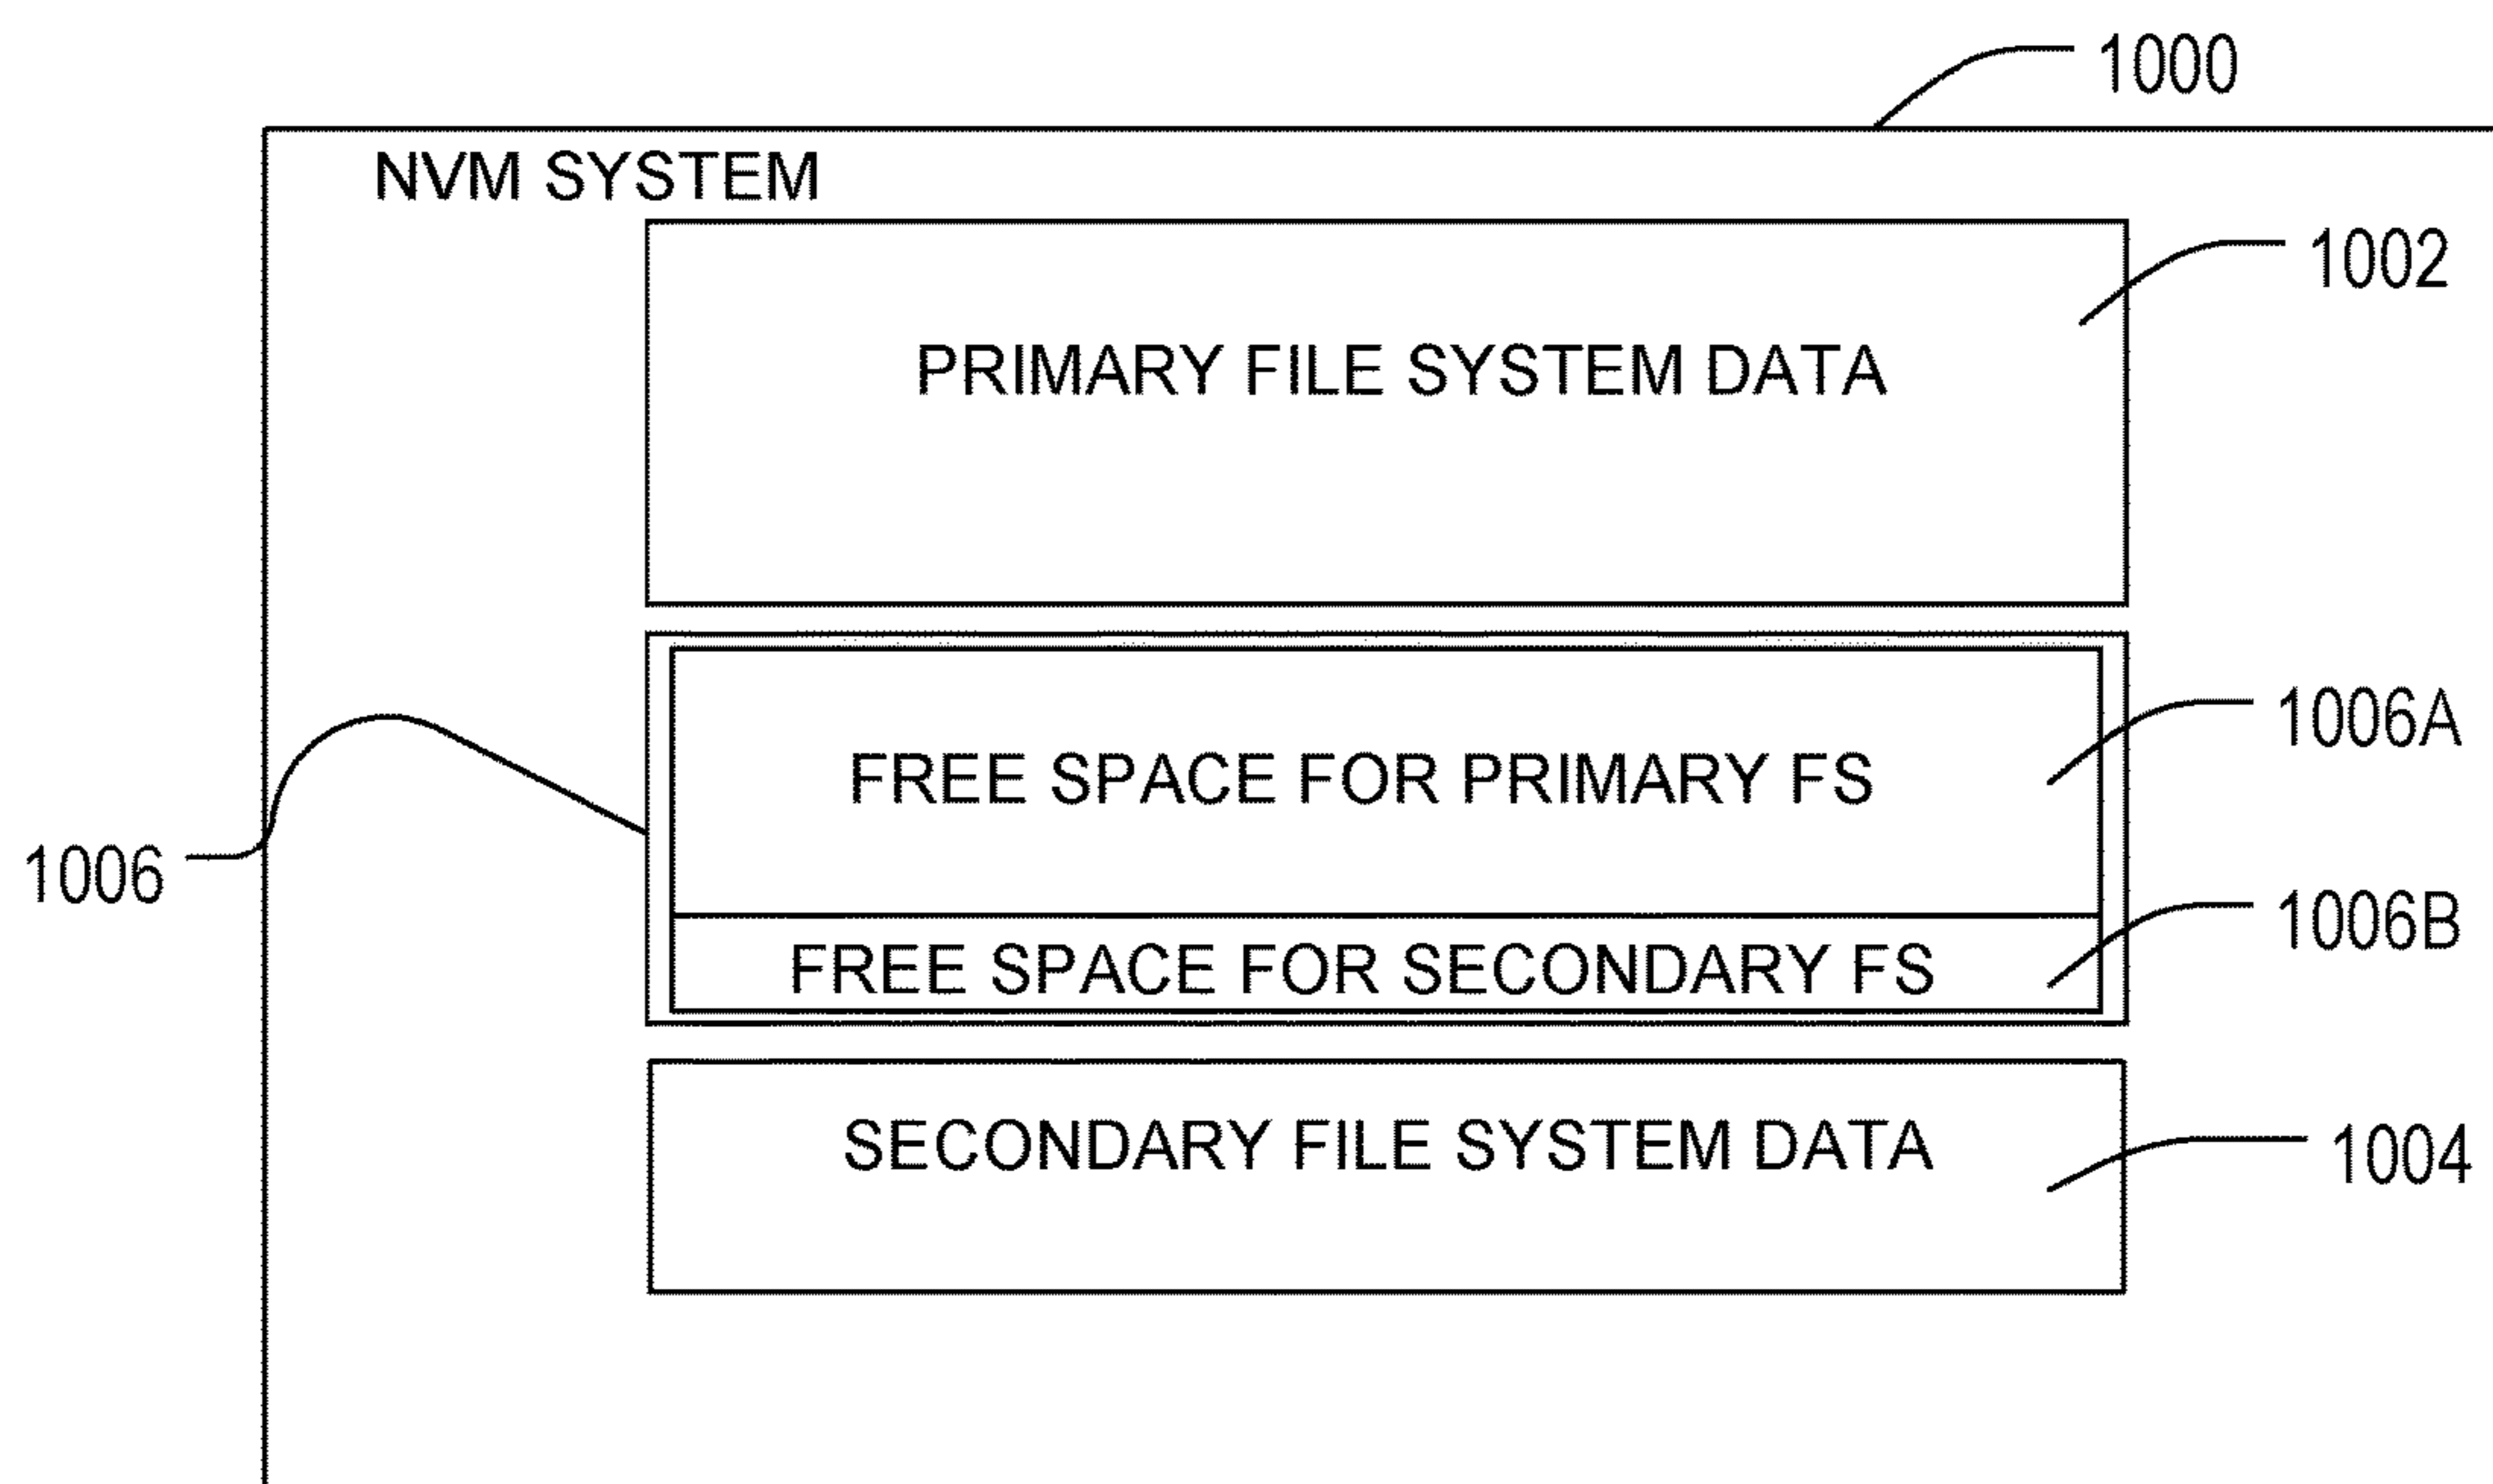 1000
NVM SYSTEM
1002
PRIMARY FILE SYSTEM DATA
1006A
FREE SPACE FOR PRIMARY FS
1006
1006B
FREE SPACE FOR SECONDARY FS
SECONDARY FILE SYSTEM DATA
1004